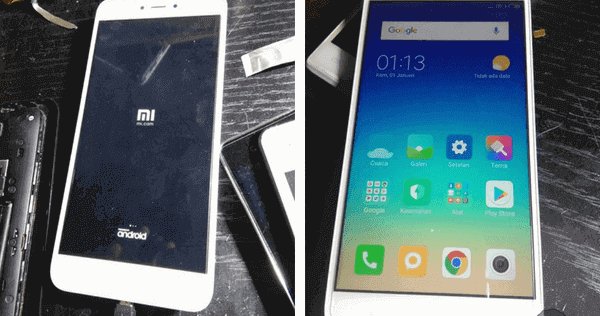 mi
mi.com
android
Google
01:13
Kam, 01 Januari
Tidak ada data
Cuaca
Galeri
Setelan
Tema
Google
Keamanan
Alat
Play Store